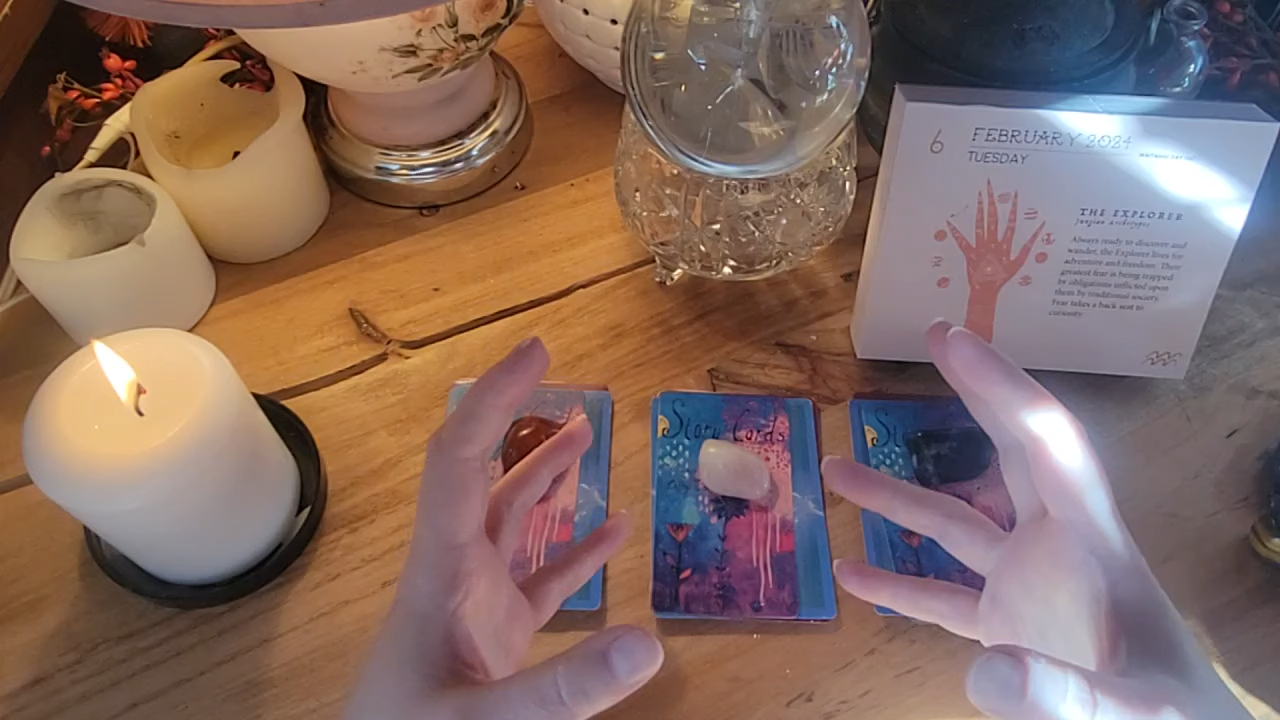 6
FEBRUARY 2024
TUESDAY
THE EXPLORER
Jungian Archetypes
Always ready to discover and
wander, the Explorer lives for
adventure and freedom. Their
greatest fear is being trapped
by obligations inflicted upon
them by traditional society.
Fear takes a back seat to
curiosity.
Story Cards
St